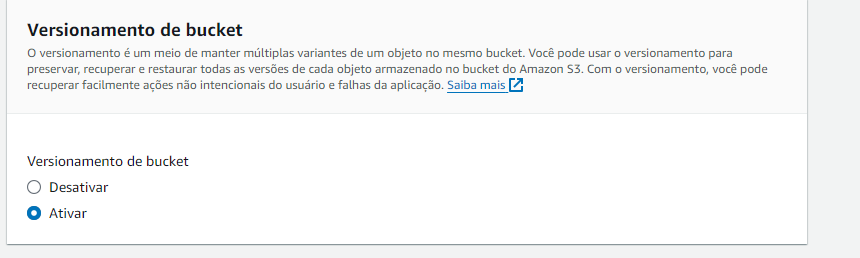 Versionamento de bucket
O versionamento é um meio de manter múltiplas variantes de um objeto no mesmo bucket. Você pode usar o versionamento para
preservar, recuperar e restaurar todas as versões de cada objeto armazenado no bucket do Amazon S3. Com o versionamento, você pode
recuperar facilmente ações não intencionais do usuário e falhas da aplicação. Saiba mais
Versionamento de bucket
Desativar
Ativar